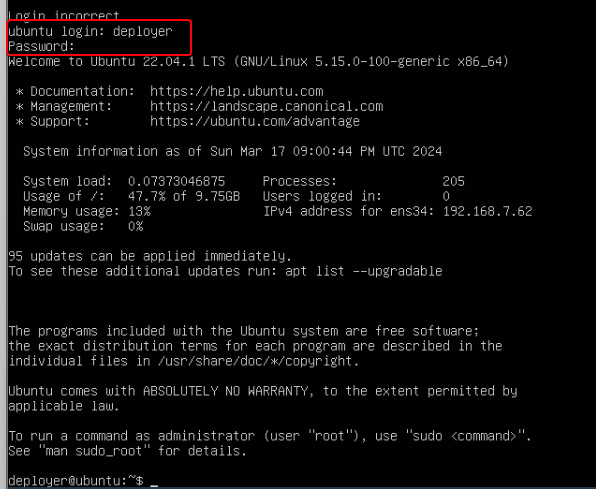 Login incorrect
ubuntu login: deployer
Password:
Welcome to Ubuntu 22.04.1 LTS (GNU/Linux 5.15.0-100-generic x86_64)
* Documentation:  https://help.ubuntu.com
* Management:     https://landscape.canonical.com
* Support:        https://ubuntu.com/advantage
System information as of Sun Mar 17 09:00:44 PM UTC 2024
System load:  0.07373046875     Processes:              205
Usage of /:   47.7% of 9.75GB   Users logged in:        0
Memory usage: 13%               IPv4 address for ens34: 192.168.7.62
Swap usage:   0%
95 updates can be applied immediately.
To see these additional updates run: apt list --upgradable
The programs included with the Ubuntu system are free software;
the exact distribution terms for each program are described in the
individual files in /usr/share/doc/*/copyright.
Ubuntu comes with ABSOLUTELY NO WARRANTY, to the extent permitted by
applicable law.
To run a command as administrator (user "root"), use "sudo <command>".
See "man sudo_root" for details.
deployer@ubuntu:~$ _